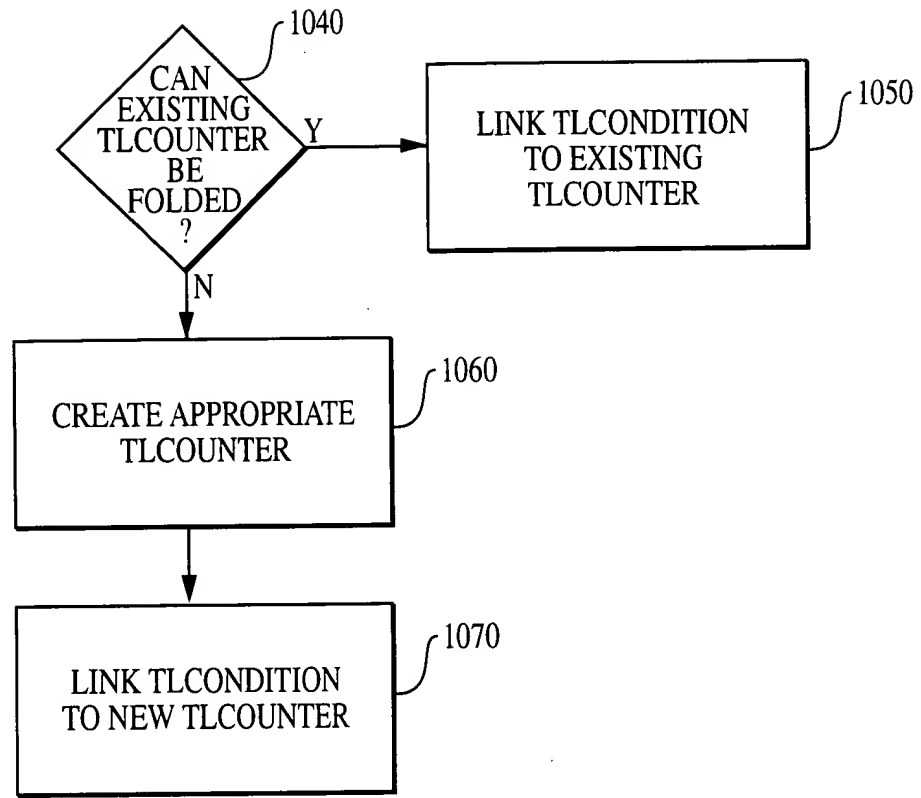 1040
CAN
EXISTING
TLCOUNTER
BE
FOLDED
?
Y
N
LINK TLCONDITION
TO EXISTING
TLCOUNTER
1050
CREATE APPROPRIATE
TLCOUNTER
1060
LINK TLCONDITION
TO NEW TLCOUNTER
1070